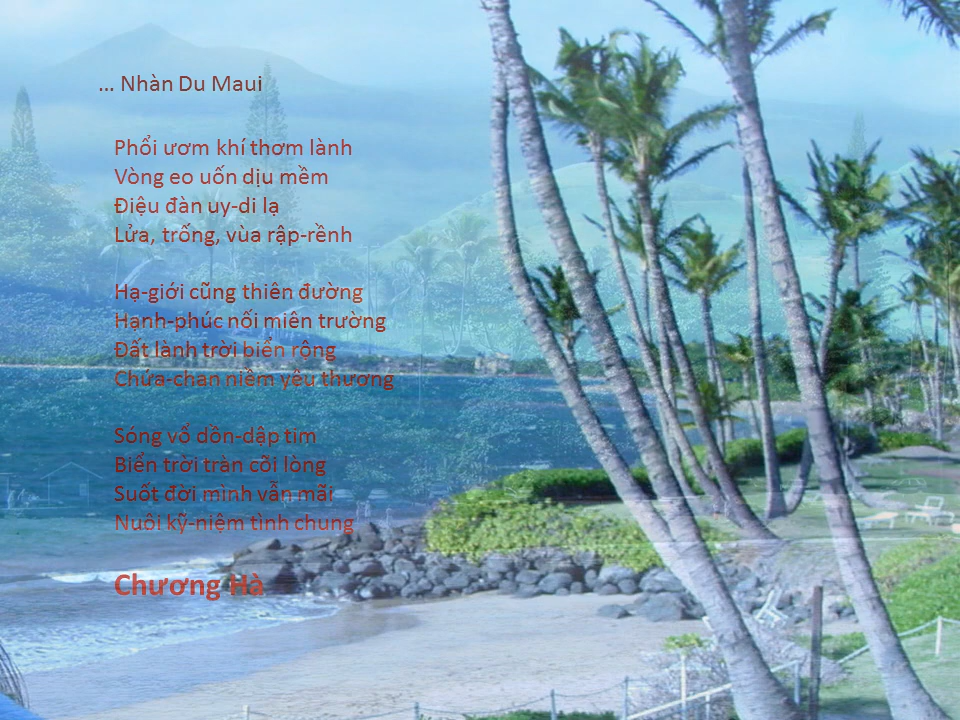 ... Nhàn Du Maui
Phổi ươm khí thơm lành
Vòng eo uốn dịu mềm
Điệu đàn uy-di lạ
Lửa, trống, vùa rập-rềnh
Hạ-giới cũng thiên đường
Hạnh-phúc nối miên trường
Đất lành trời biển rộng
Chứa-chan niềm yêu thương
Sóng vổ dồn-dập tim
Biển trời tràn cõi lòng
Suốt đời mình vẫn mãi
Nuôi kỹ-niệm tình chung
Chương Hà